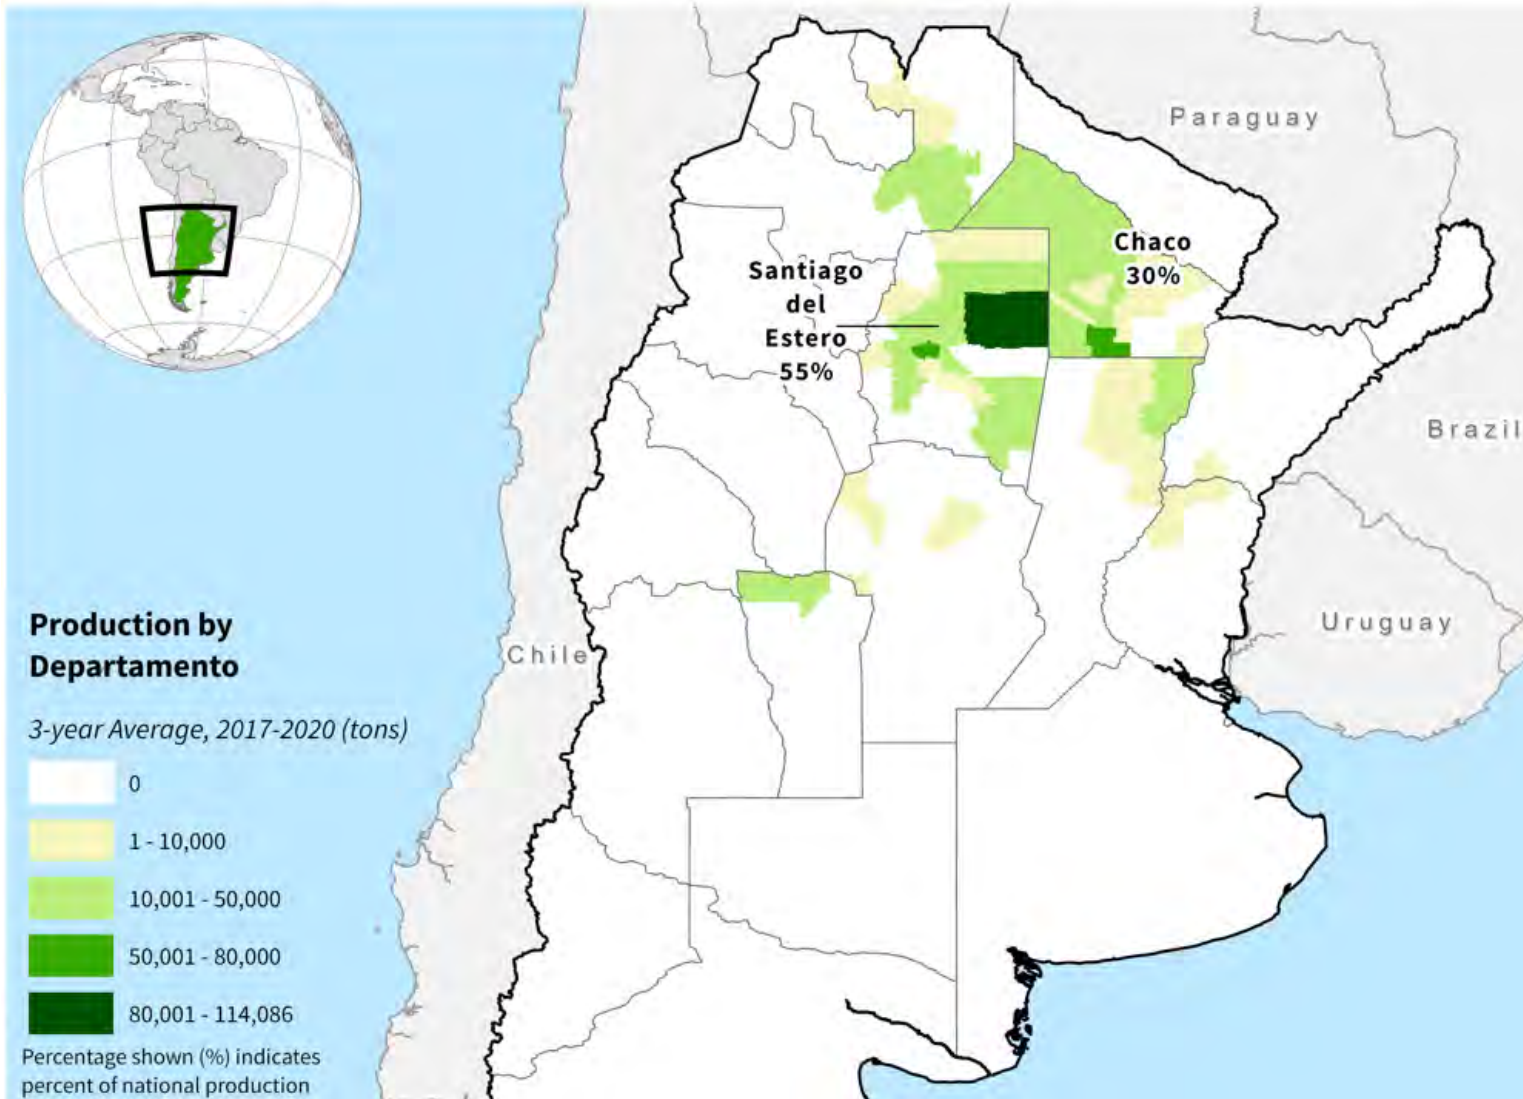 Paraguay
Chaco
30%
Santiago
del
Estero
55%
Brazil
Uruguay
Chile
Production by
Departamento
3-year Average, 2017-2020 (tons)
0
1 - 10,000
10,001 - 50,000
50,001 - 80,000
80,001 - 114,086
Percentage shown (%) indicates
percent of national production